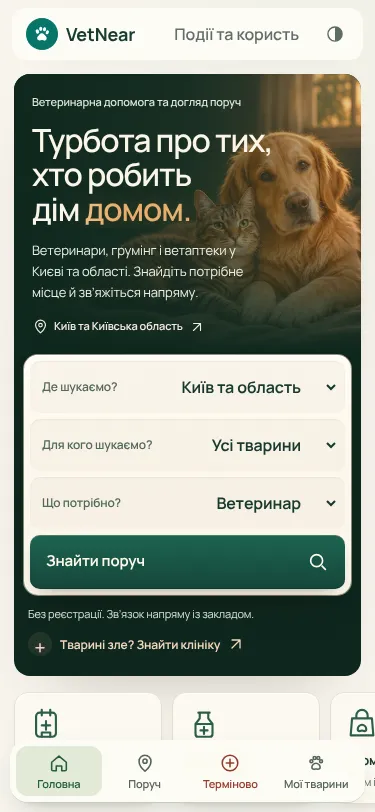 VetNear
Події та користь
Ветеринарна допомога та догляд поруч
Турбота про тих,
хто робить
дім домом.
Ветеринари, грумінг і ветаптеки у
Києві та області. Знайдіть потрібне
місце й зв'яжіться напряму.
Київ та Київська область
Де шукаємо?
Київ та область
Для кого шукаємо?
Усі тварини
Що потрібно?
Ветеринар
Знайти поруч
Без реєстрації. Зв'язок напряму із закладом.
Тварині зле? Знайти клініку
Головна
Поруч
Терміново
Мої тварини